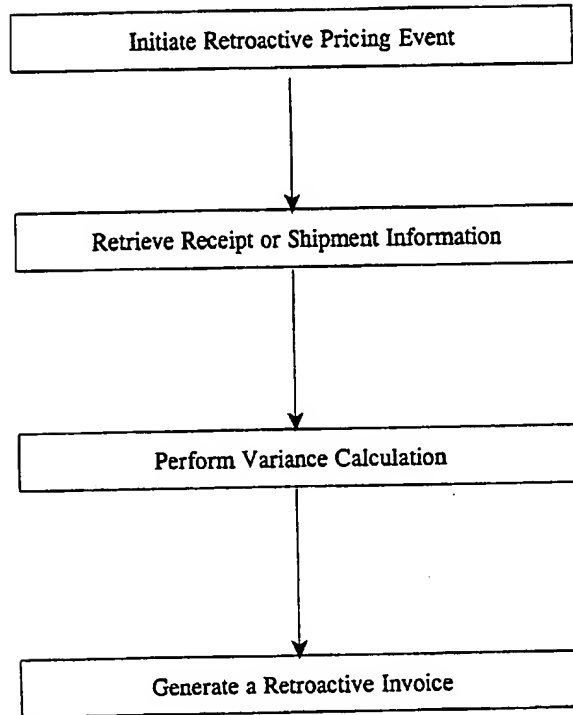 Initiate Retroactive Pricing Event
Retrieve Receipt or Shipment Information
Perform Variance Calculation
Generate a Retroactive Invoice